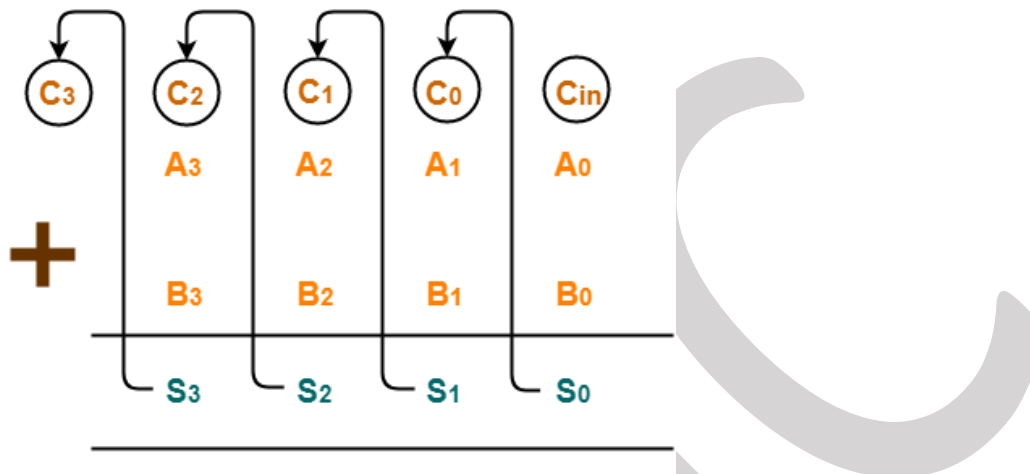 C3 C2 C1 C0 Cin
A3 A2 A1 A0
+
B3 B2 B1 B0
S3 S2 S1 S0